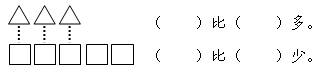 （　　）比（　　）多。
（　　）比（　　）少。